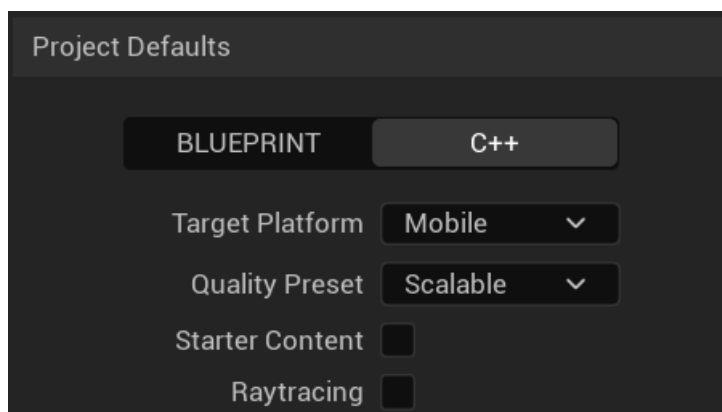 Project Defaults
BLUEPRINT C++
Target Platform Mobile
Quality Preset Scalable
Starter Content
Raytracing